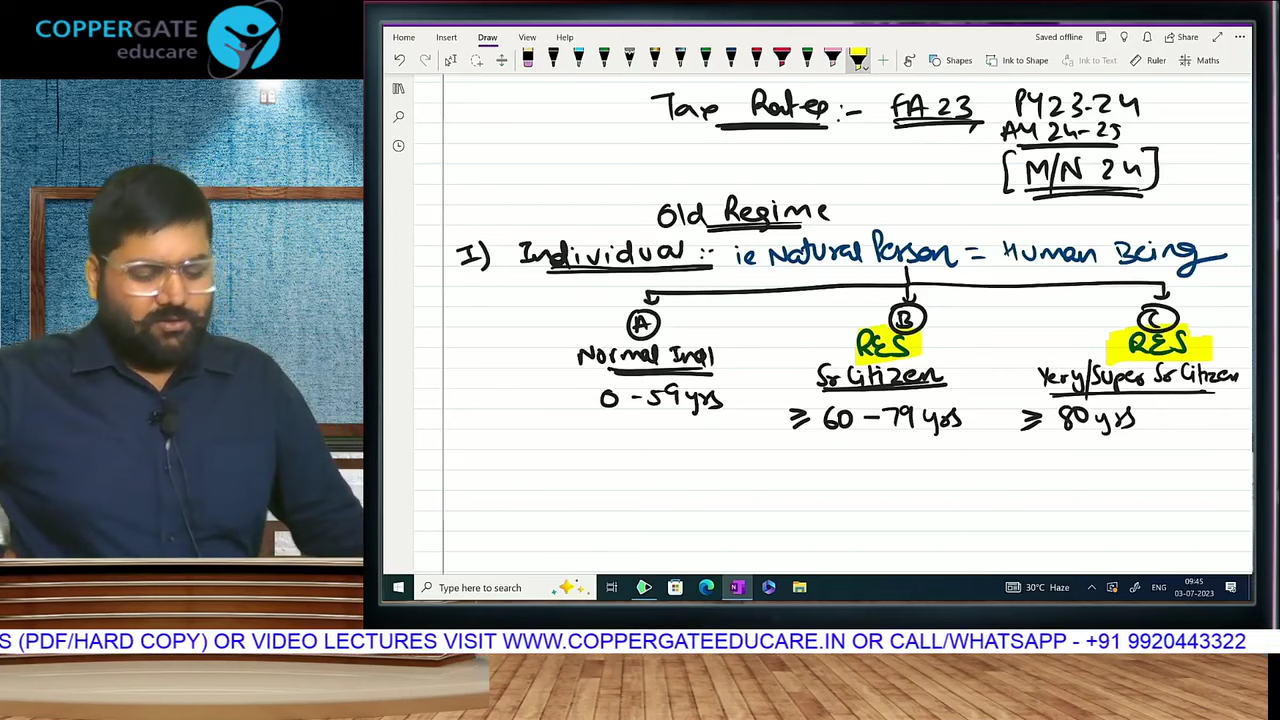 COPPERGATE
educare
Home Insert Draw View Help
Saved offline
Share
Shapes Ink to Shape Ink to Text Ruler Maths
Tax Rates :- FA 23 PY23-24
AY 24-25
[M/N 24]
Old Regime
I) Individual :- ie Natural Person = Human Being
A B C
RES RES
Normal Indl Sr Citizen Very/Super Sr Citizen
0 - 59 yrs ≥ 60 - 79 yrs ≥ 80 yrs
Type here to search
30°C Haze
ENG
09:45
03-07-2023
S (PDF/HARD COPY) OR VIDEO LECTURES VISIT WWW.COPPERGATEEDUCARE.IN OR CALL/WHATSAPP - +91 9920443322